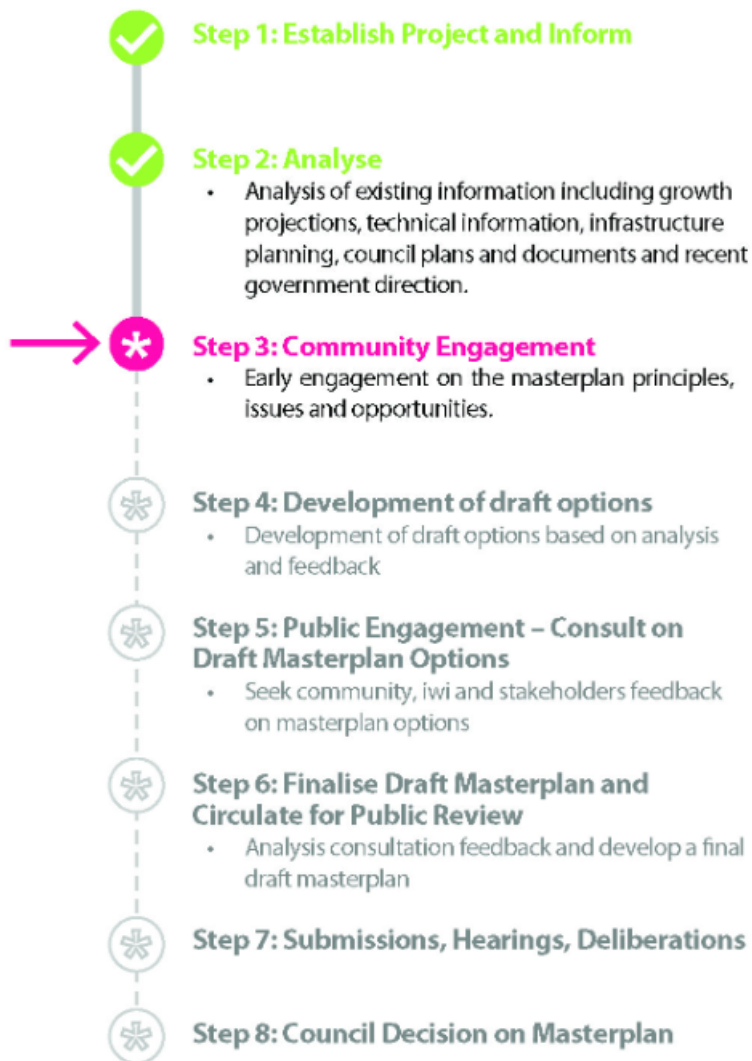 Step 1: Establish Project and Inform
Step 2: Analyse
• Analysis of existing information including growth
projections, technical information, infrastructure
planning, council plans and documents and recent
government direction.
Step 3: Community Engagement
• Early engagement on the masterplan principles,
issues and opportunities.
Step 4: Development of draft options
• Development of draft options based on analysis
and feedback
Step 5: Public Engagement – Consult on
Draft Masterplan Options
• Seek community, iwi and stakeholders feedback
on masterplan options
Step 6: Finalise Draft Masterplan and
Circulate for Public Review
• Analysis consultation feedback and develop a final
draft masterplan
Step 7: Submissions, Hearings, Deliberations
Step 8: Council Decision on Masterplan